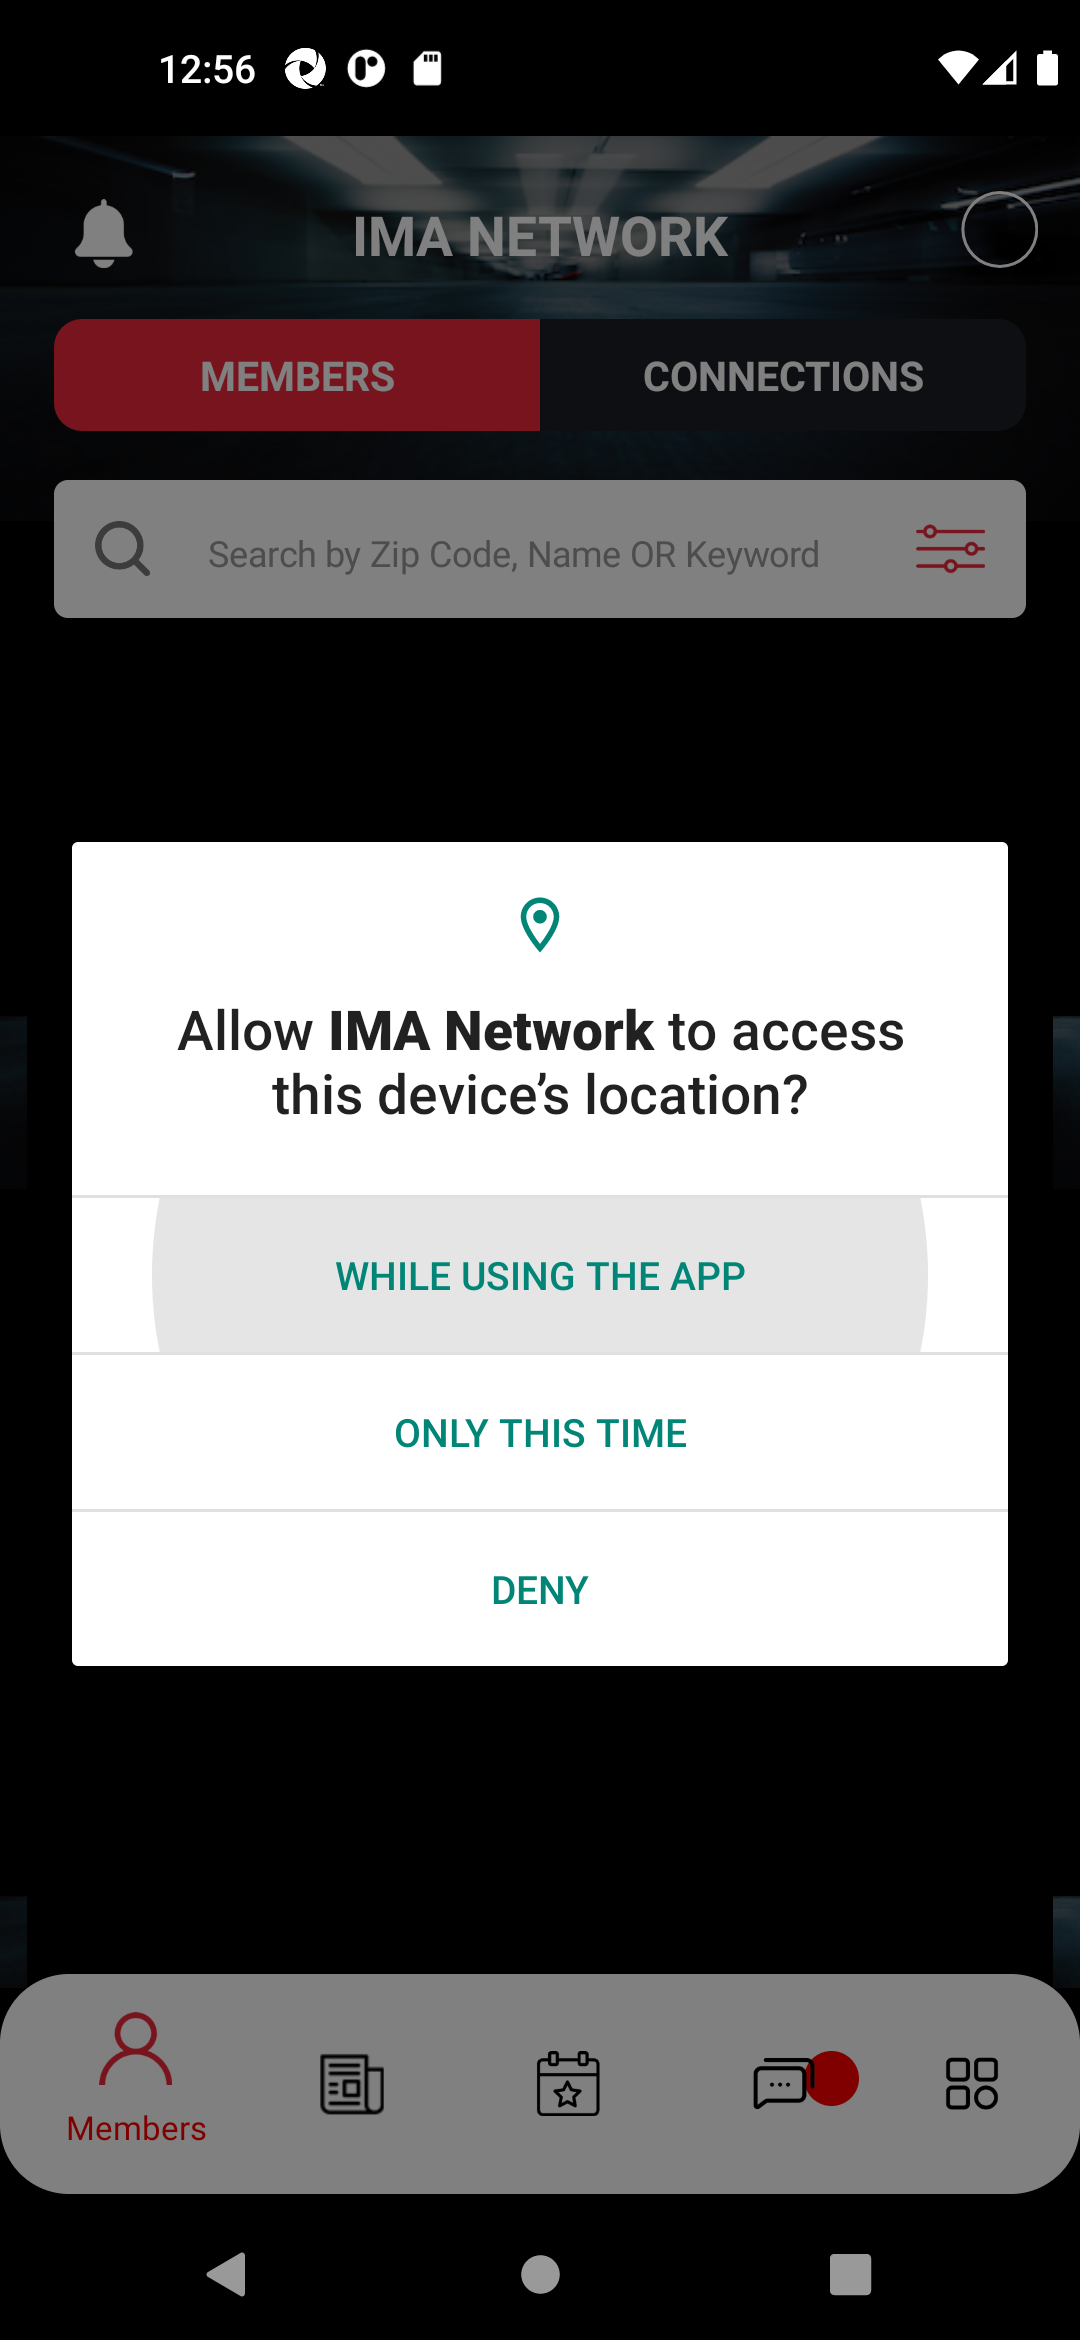 12:56
IMA NETWORK
MEMBERS
CONNECTIONS
Search by Zip Code, Name OR Keyword
Allow IMA Network to access
this device’s location?
WHILE USING THE APP
ONLY THIS TIME
DENY
Members